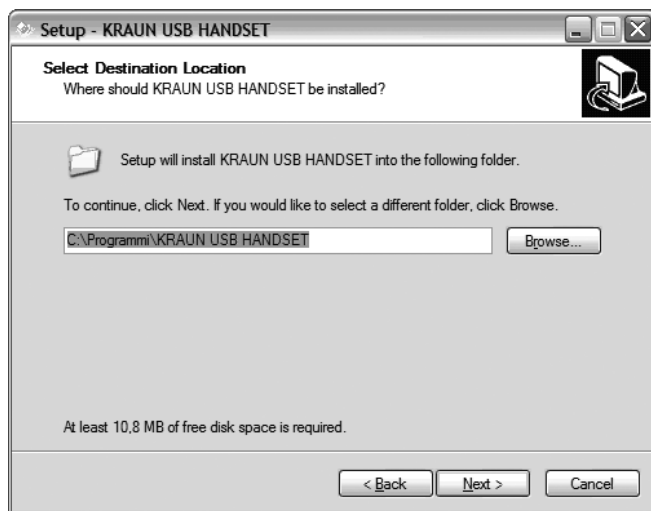 Setup - KRAUN USB HANDSET
Select Destination Location
Where should KRAUN USB HANDSET be installed?
Setup will install KRAUN USB HANDSET into the following folder.
To continue, click Next. If you would like to select a different folder, click Browse.
C:\Programmi\KRAUN USB HANDSET
Browse...
At least 10,8 MB of free disk space is required.
< Back Next > Cancel